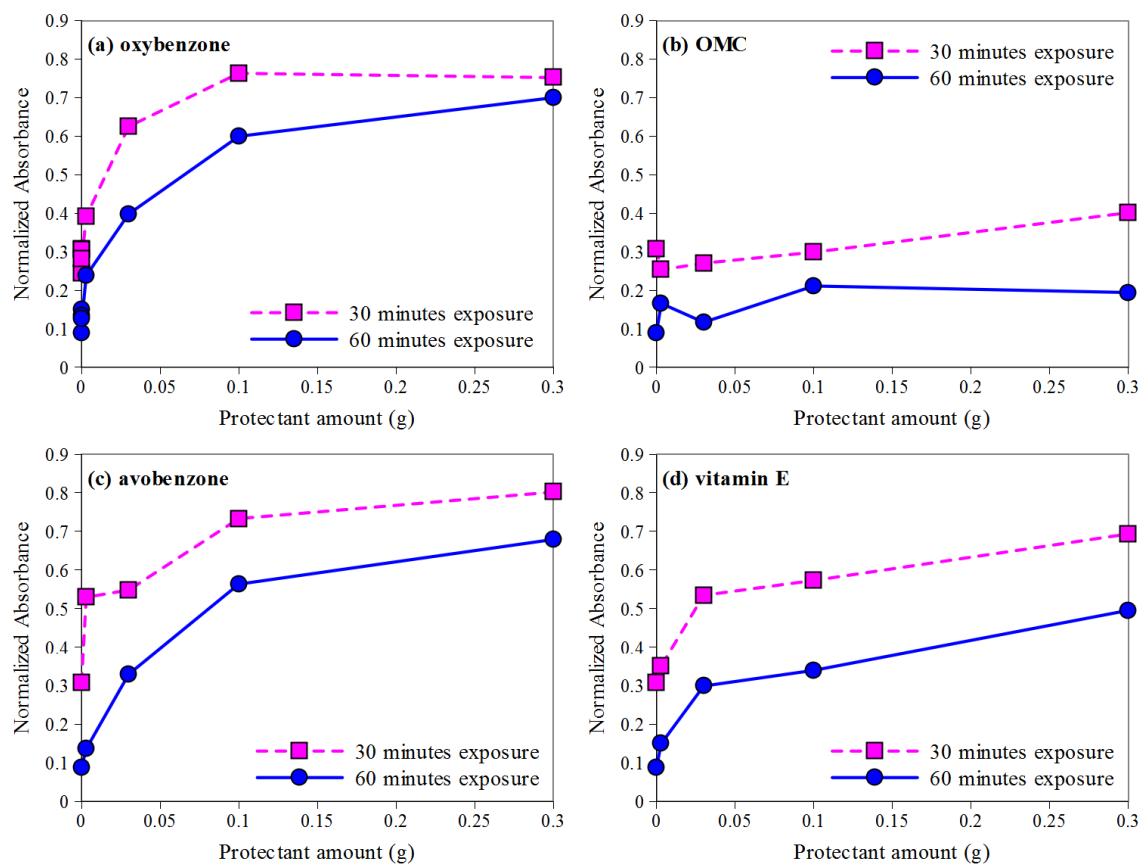 (a) oxybenzone
Normalized Absorbance
0.9
0.8
0.7
0.6
0.5
0.4
0.3
0.2
0.1
0
30 minutes exposure
60 minutes exposure
0 0.05 0.1 0.15 0.2 0.25 0.3
Protectant amount (g)
(b) OMC
Normalized Absorbance
0.9
0.8
0.7
0.6
0.5
0.4
0.3
0.2
0.1
0
30 minutes exposure
60 minutes exposure
0 0.05 0.1 0.15 0.2 0.25 0.3
Protectant amount (g)
(c) avobenzone
Normalized Absorbance
0.9
0.8
0.7
0.6
0.5
0.4
0.3
0.2
0.1
0
30 minutes exposure
60 minutes exposure
0 0.05 0.1 0.15 0.2 0.25 0.3
Protectant amount (g)
(d) vitamin E
Normalized Absorbance
0.9
0.8
0.7
0.6
0.5
0.4
0.3
0.2
0.1
0
30 minutes exposure
60 minutes exposure
0 0.05 0.1 0.15 0.2 0.25 0.3
Protectant amount (g)